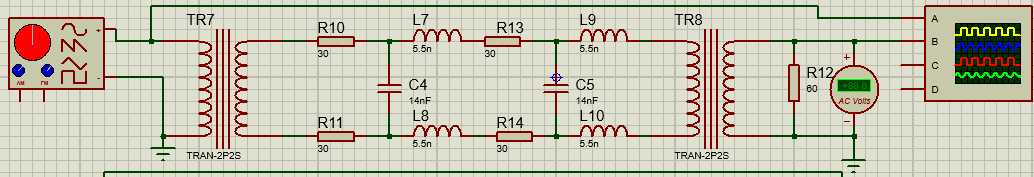 TR7
TRAN-2P2S
R10
30
L7
5.5n
R13
30
L9
5.5n
TR8
TRAN-2P2S
C4
14nF
C5
14nF
R11
30
L8
5.5n
R14
30
L10
5.5n
R12
60
+
AC Volts
−
AM
FM
+
-
A
B
C
D